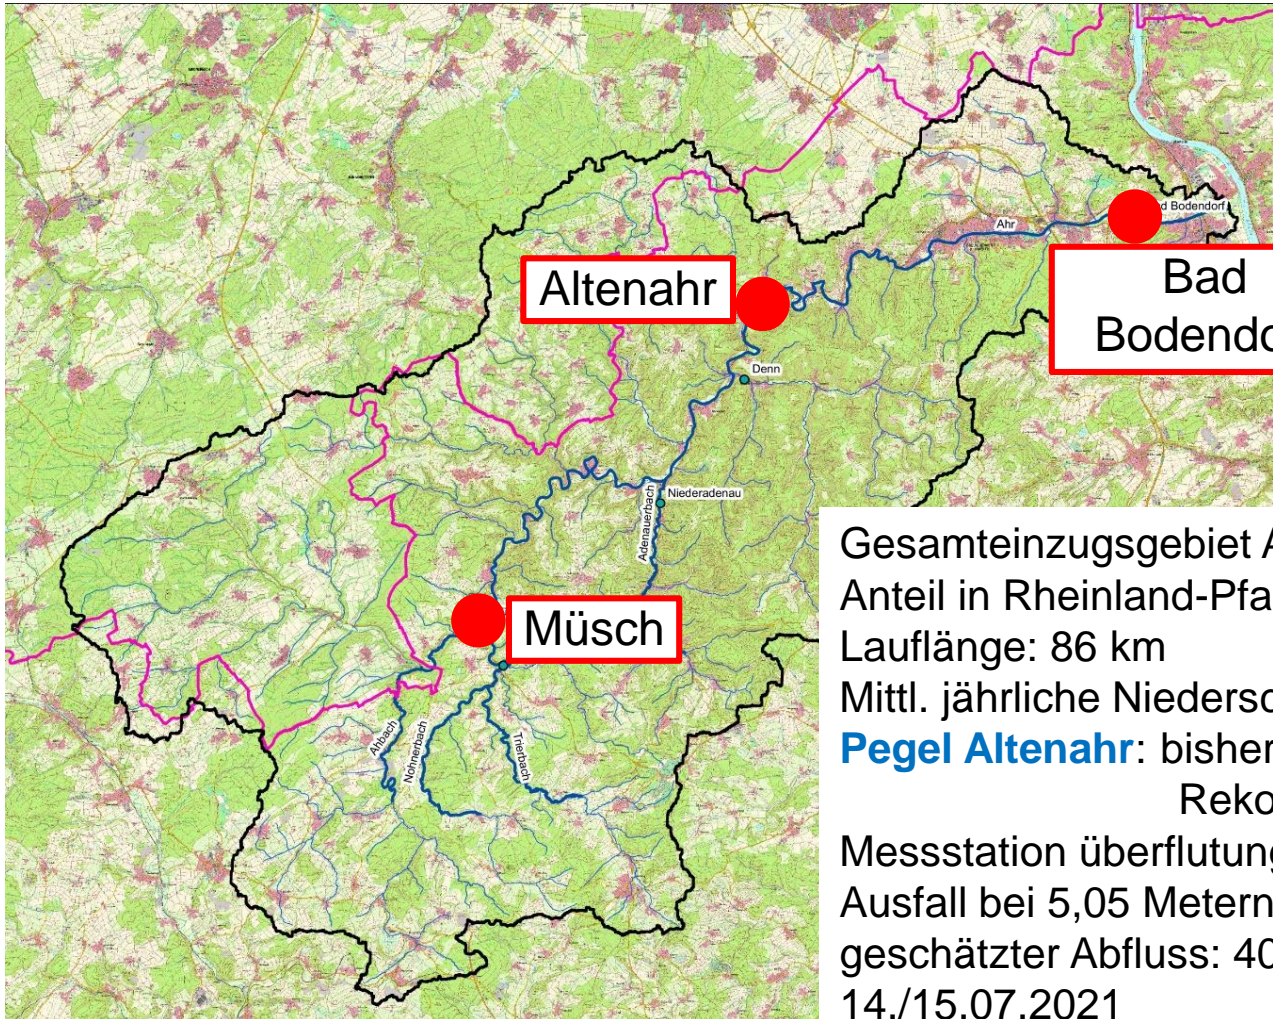 Altenahr
Bad
Bodendo
d Bodendorf
Ahr
Denn
Niederadenau
Adenauerbach
Müsch
Ahbach
Nohnerbach
Trierbach
Gesamteinzugsgebiet A
Anteil in Rheinland-Pfa
Lauflänge: 86 km
Mittl. jährliche Niedersc
Pegel Altenahr: bisher
Reko
Messstation überflutung
Ausfall bei 5,05 Metern
geschätzter Abfluss: 40
14./15.07.2021